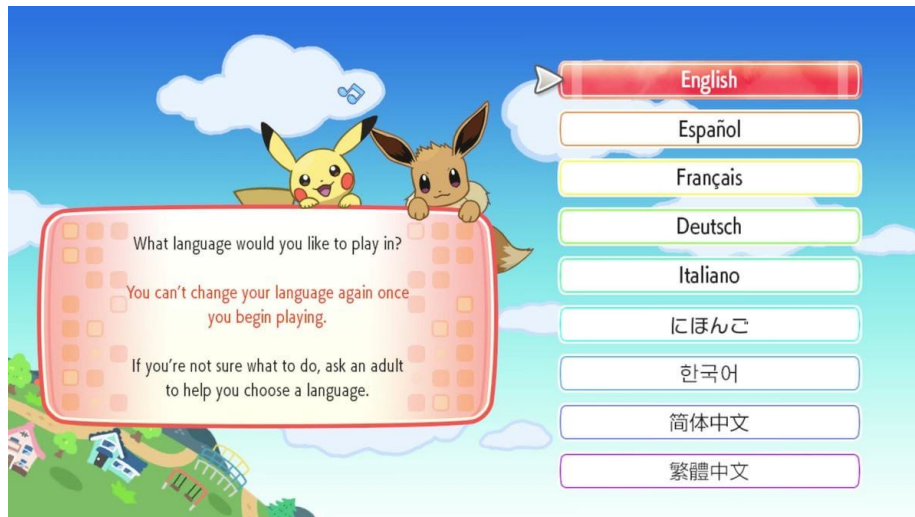 What language would you like to play in?
You can't change your language again once
you begin playing.
If you're not sure what to do, ask an adult
to help you choose a language.
English
Español
Français
Deutsch
Italiano
にほんご
한국어
简体中文
繁體中文